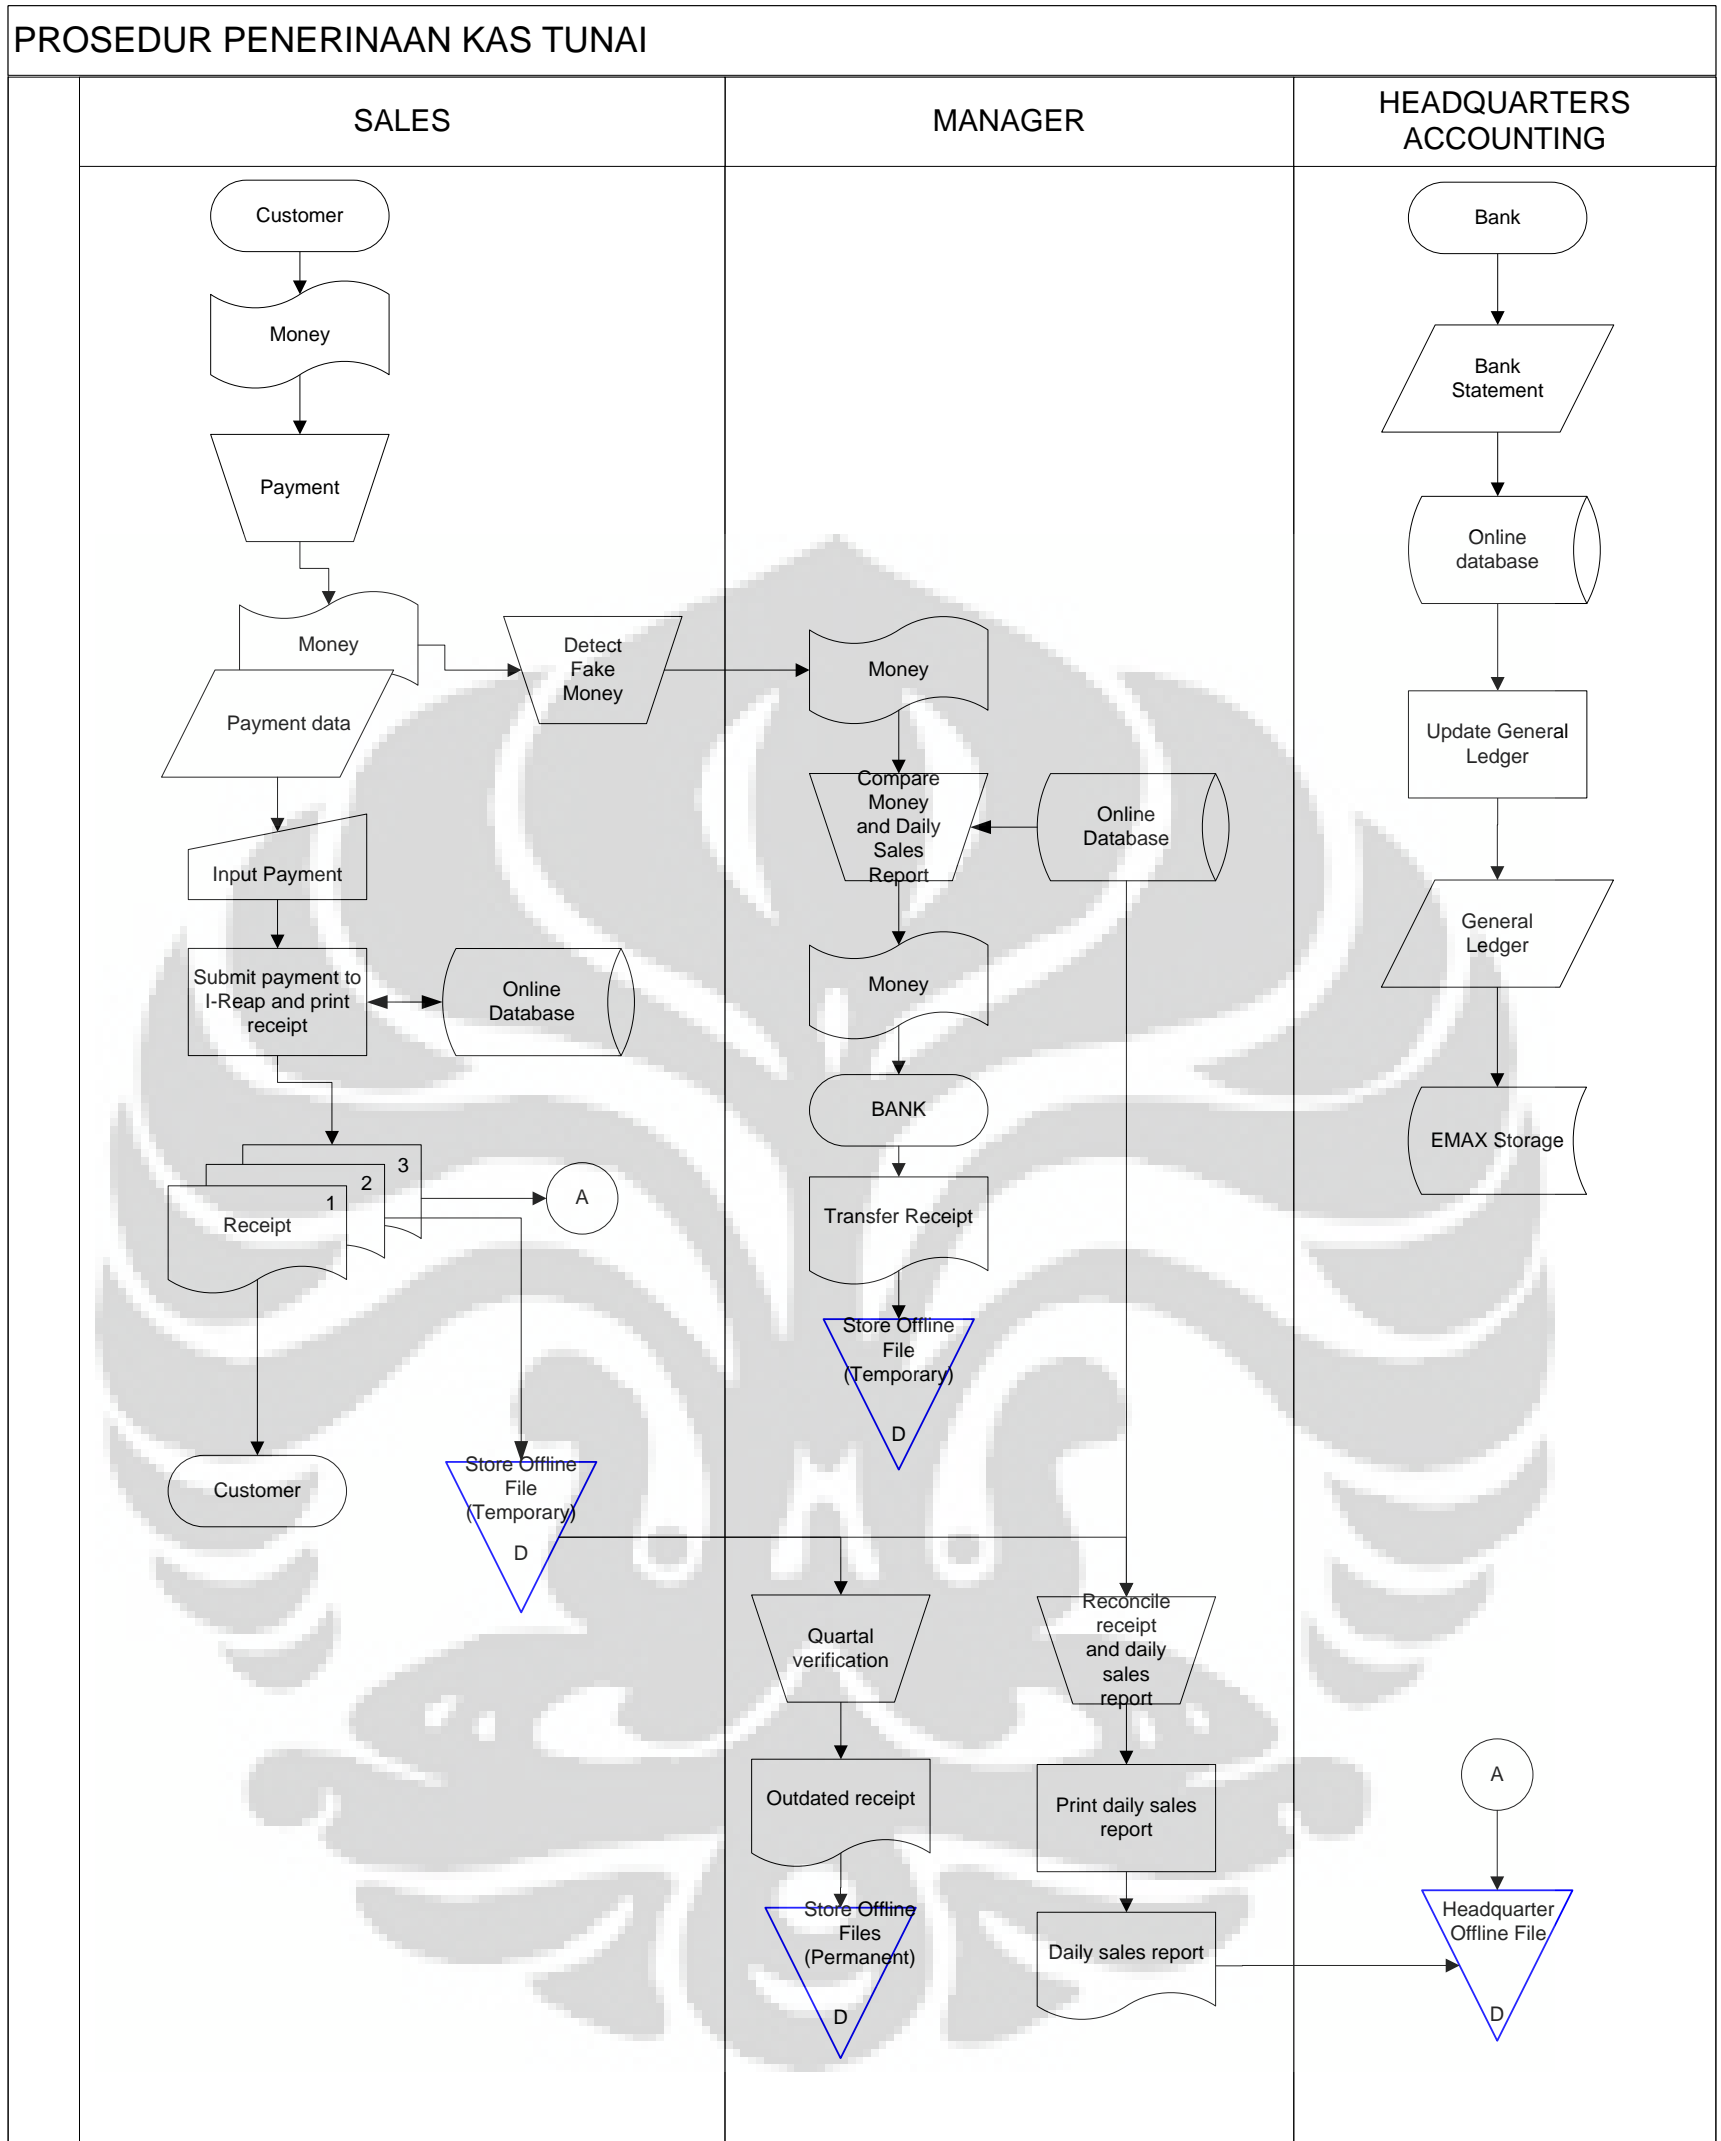 PROSEDUR PENERINAAN KAS TUNAI
SALES
MANAGER
HEADQUARTERS
ACCOUNTING
Customer
Money
Payment
Money
Payment data
Detect
Fake
Money
Input Payment
Submit payment to
I-Reap and print
receipt
Online
Database
3
2
1
Receipt
A
Customer
Store Offline
File
(Temporary)
D
Money
Compare
Money
and Daily
Sales
Report
Online
Database
Money
BANK
Transfer Receipt
Store Offline
File
(Temporary)
D
Quartal
verification
Outdated receipt
Store Offline
Files
(Permanent)
D
Reconcile
receipt
and daily
sales
report
Print daily sales
report
Daily sales report
Bank
Bank
Statement
Online
database
Update General
Ledger
General
Ledger
EMAX Storage
A
Headquarter
Offline File
D